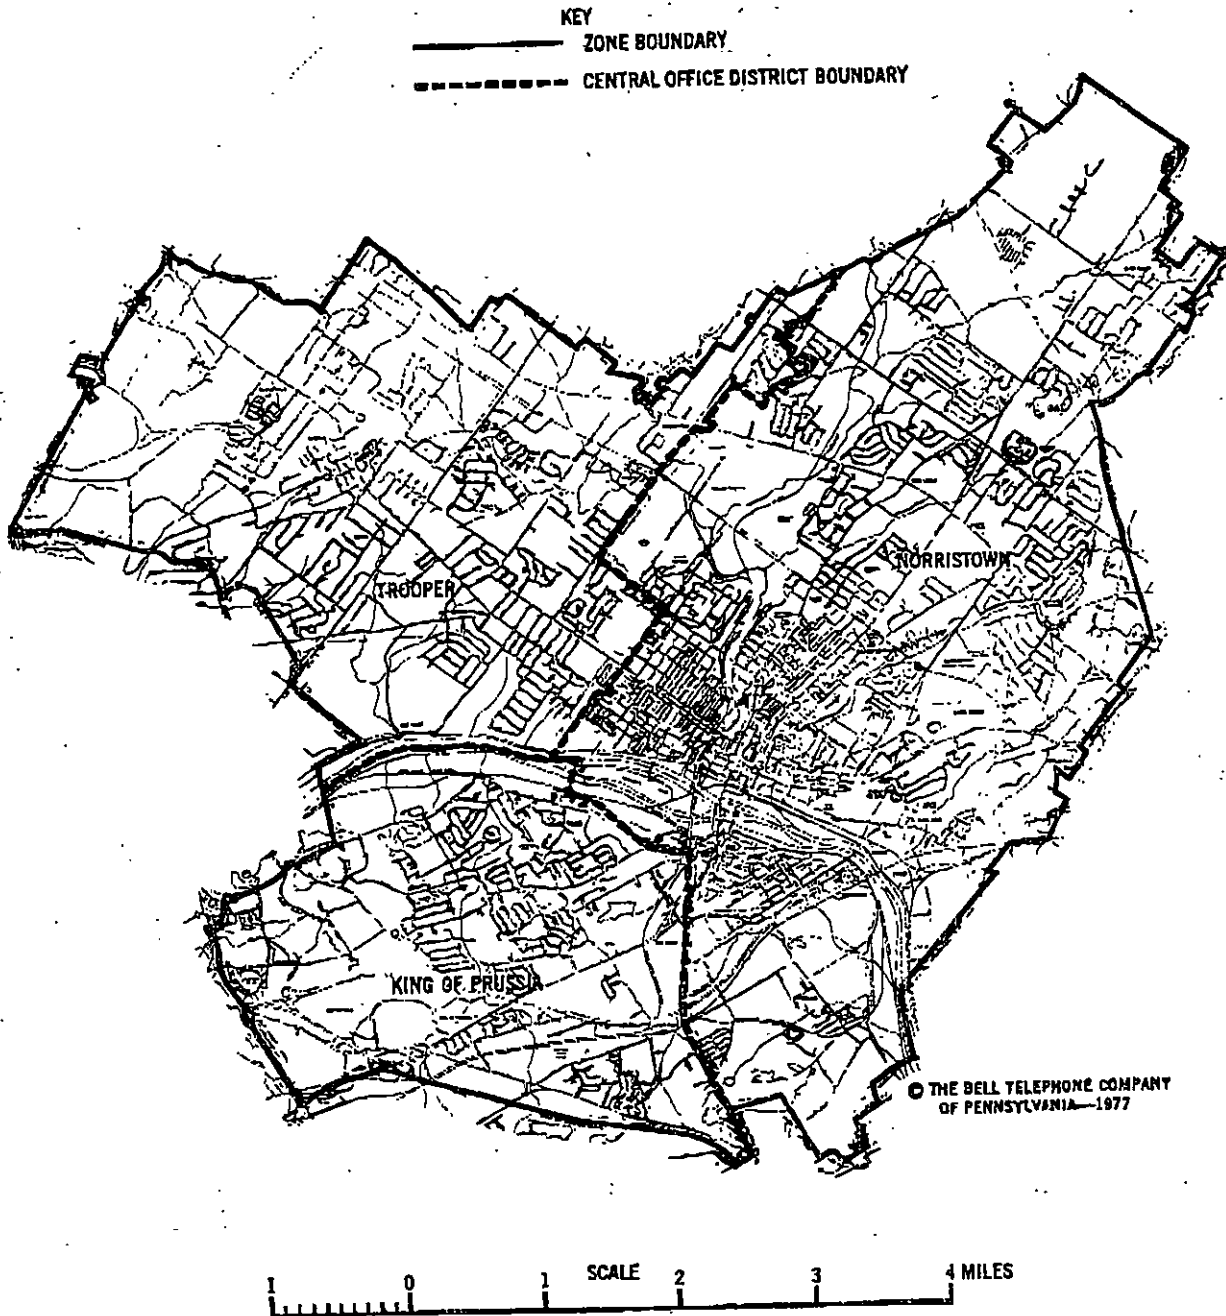 KEY
ZONE BOUNDARY
CENTRAL OFFICE DISTRICT BOUNDARY
NORRISTOWN
TROOPER
KING OF PRUSSIA
© THE BELL TELEPHONE COMPANY
OF PENNSYLVANIA—1977
SCALE
1 0 1 2 3 4 MILES